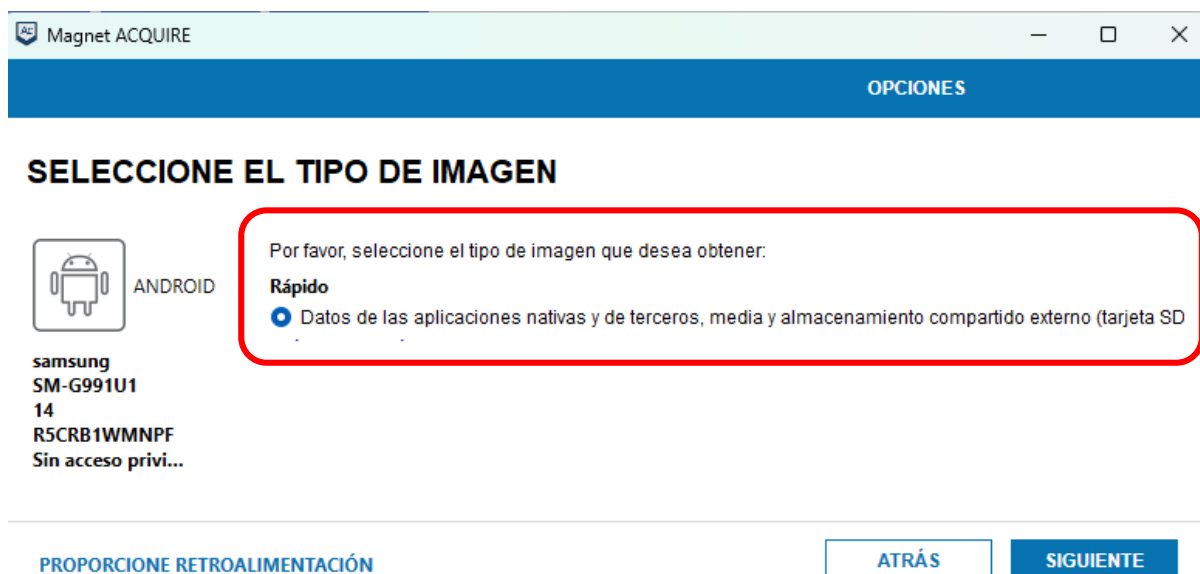 Magnet ACQUIRE
OPCIONES
SELECCIONE EL TIPO DE IMAGEN
ANDROID
samsung
SM-G991U1
14
R5CRB1WMNPF
Sin acceso privi...
Por favor, seleccione el tipo de imagen que desea obtener:
Rápido
Datos de las aplicaciones nativas y de terceros, media y almacenamiento compartido externo (tarjeta SD
PROPORCIONE RETROALIMENTACIÓN
ATRÁS
SIGUIENTE